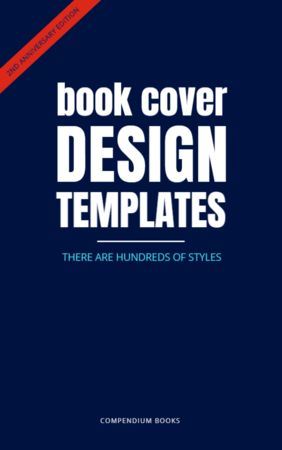 2ND ANNIVERSARY EDITION
book cover
DESIGN
TEMPLATES
THERE ARE HUNDREDS OF STYLES
COMPENDIUM BOOKS